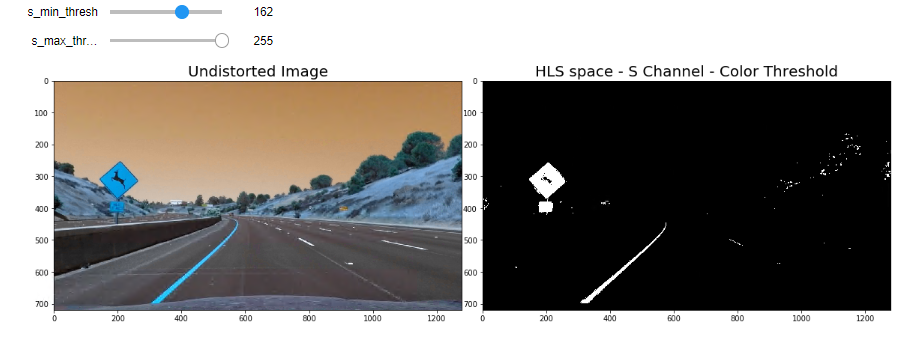 s_min_thresh 162
s_max_thr... 255
Undistorted Image HLS space - S Channel - Color Threshold
0 0
100 100
200 200
300 300
400 400
500 500
600 600
700 700
0 200 400 600 800 1000 1200 0 200 400 600 800 1000 1200